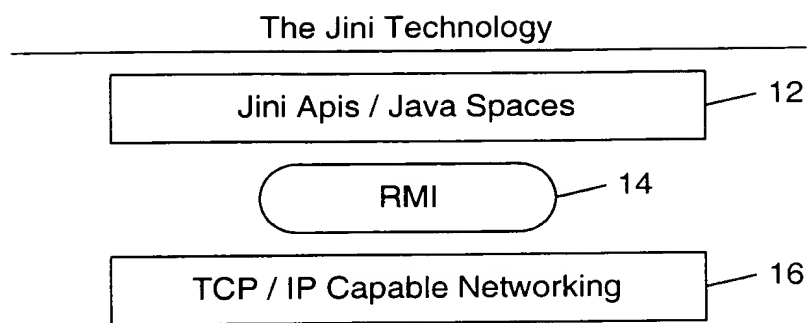 The Jini Technology
Jini Apis / Java Spaces
12
RMI
14
TCP / IP Capable Networking
16